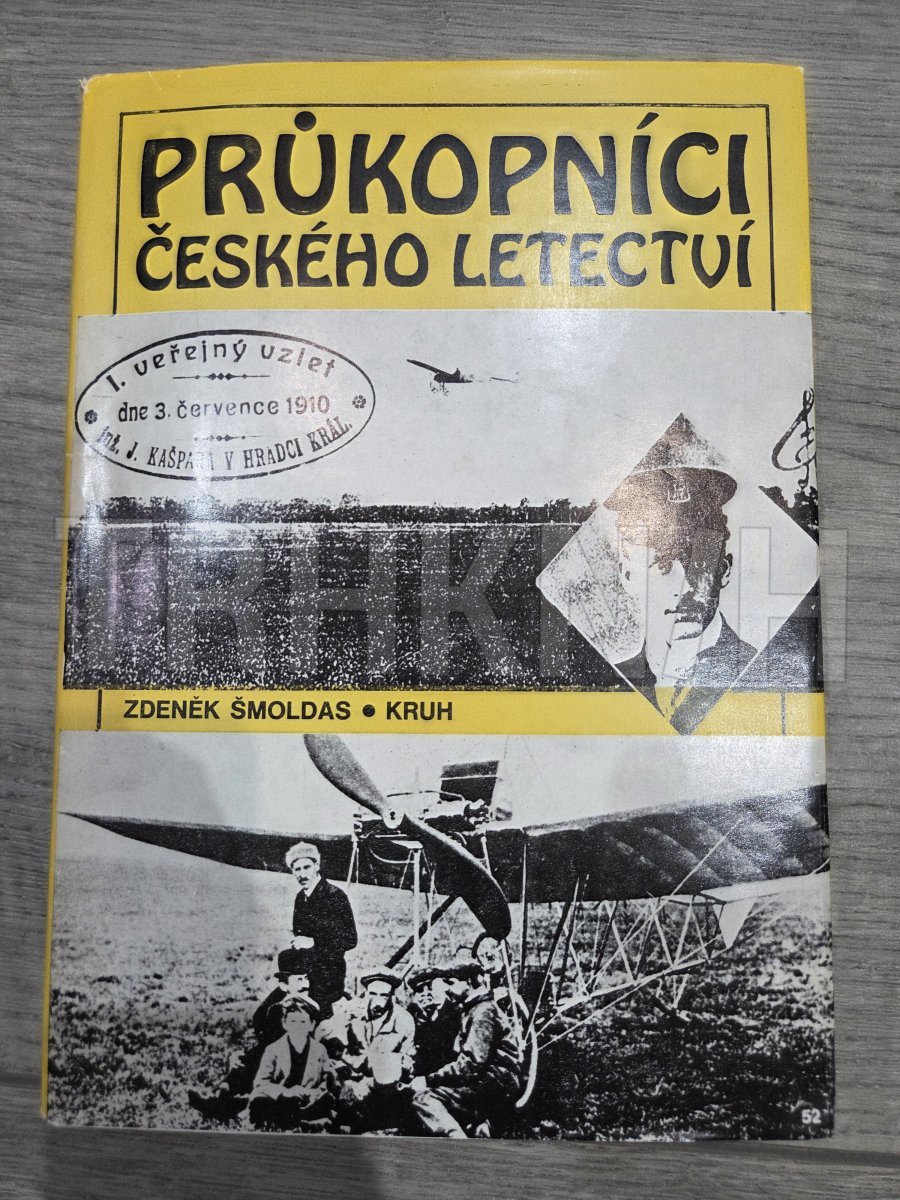 PRŮKOPNÍCI
ČESKÉHO LETECTVÍ
I. veřejný vzlet
dne 3. července 1910
inž. J. KAŠPARA V HRADCI KRÁL.
TRHKNIH
ZDENĚK ŠMOLDAS • KRUH
52